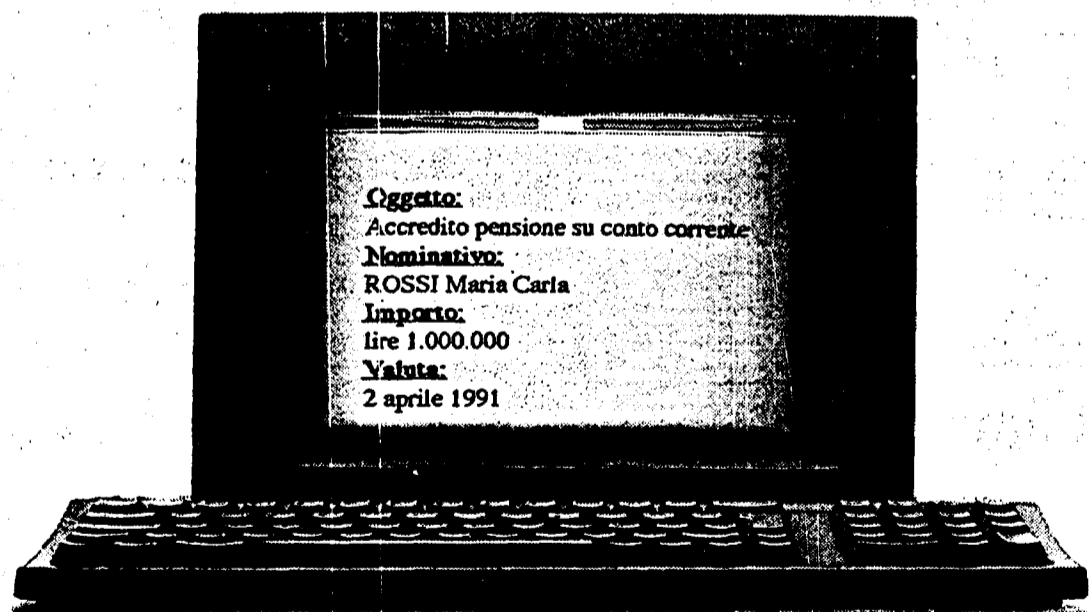 Oggetto:
Accredito pensione su conto corrente
Nominativo:
ROSSI Maria Carla
Importo:
lire 1.000.000
Valuta:
2 aprile 1991